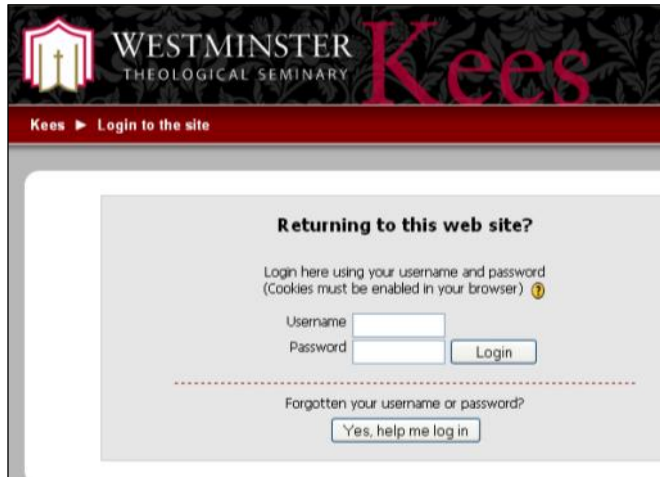 WESTMINSTER
THEOLOGICAL SEMINARY
Kees
Kees ► Login to the site
Returning to this web site?
Login here using your username and password
(Cookies must be enabled in your browser) ?
Username
Password
Login
Forgotten your username or password?
Yes, help me log in